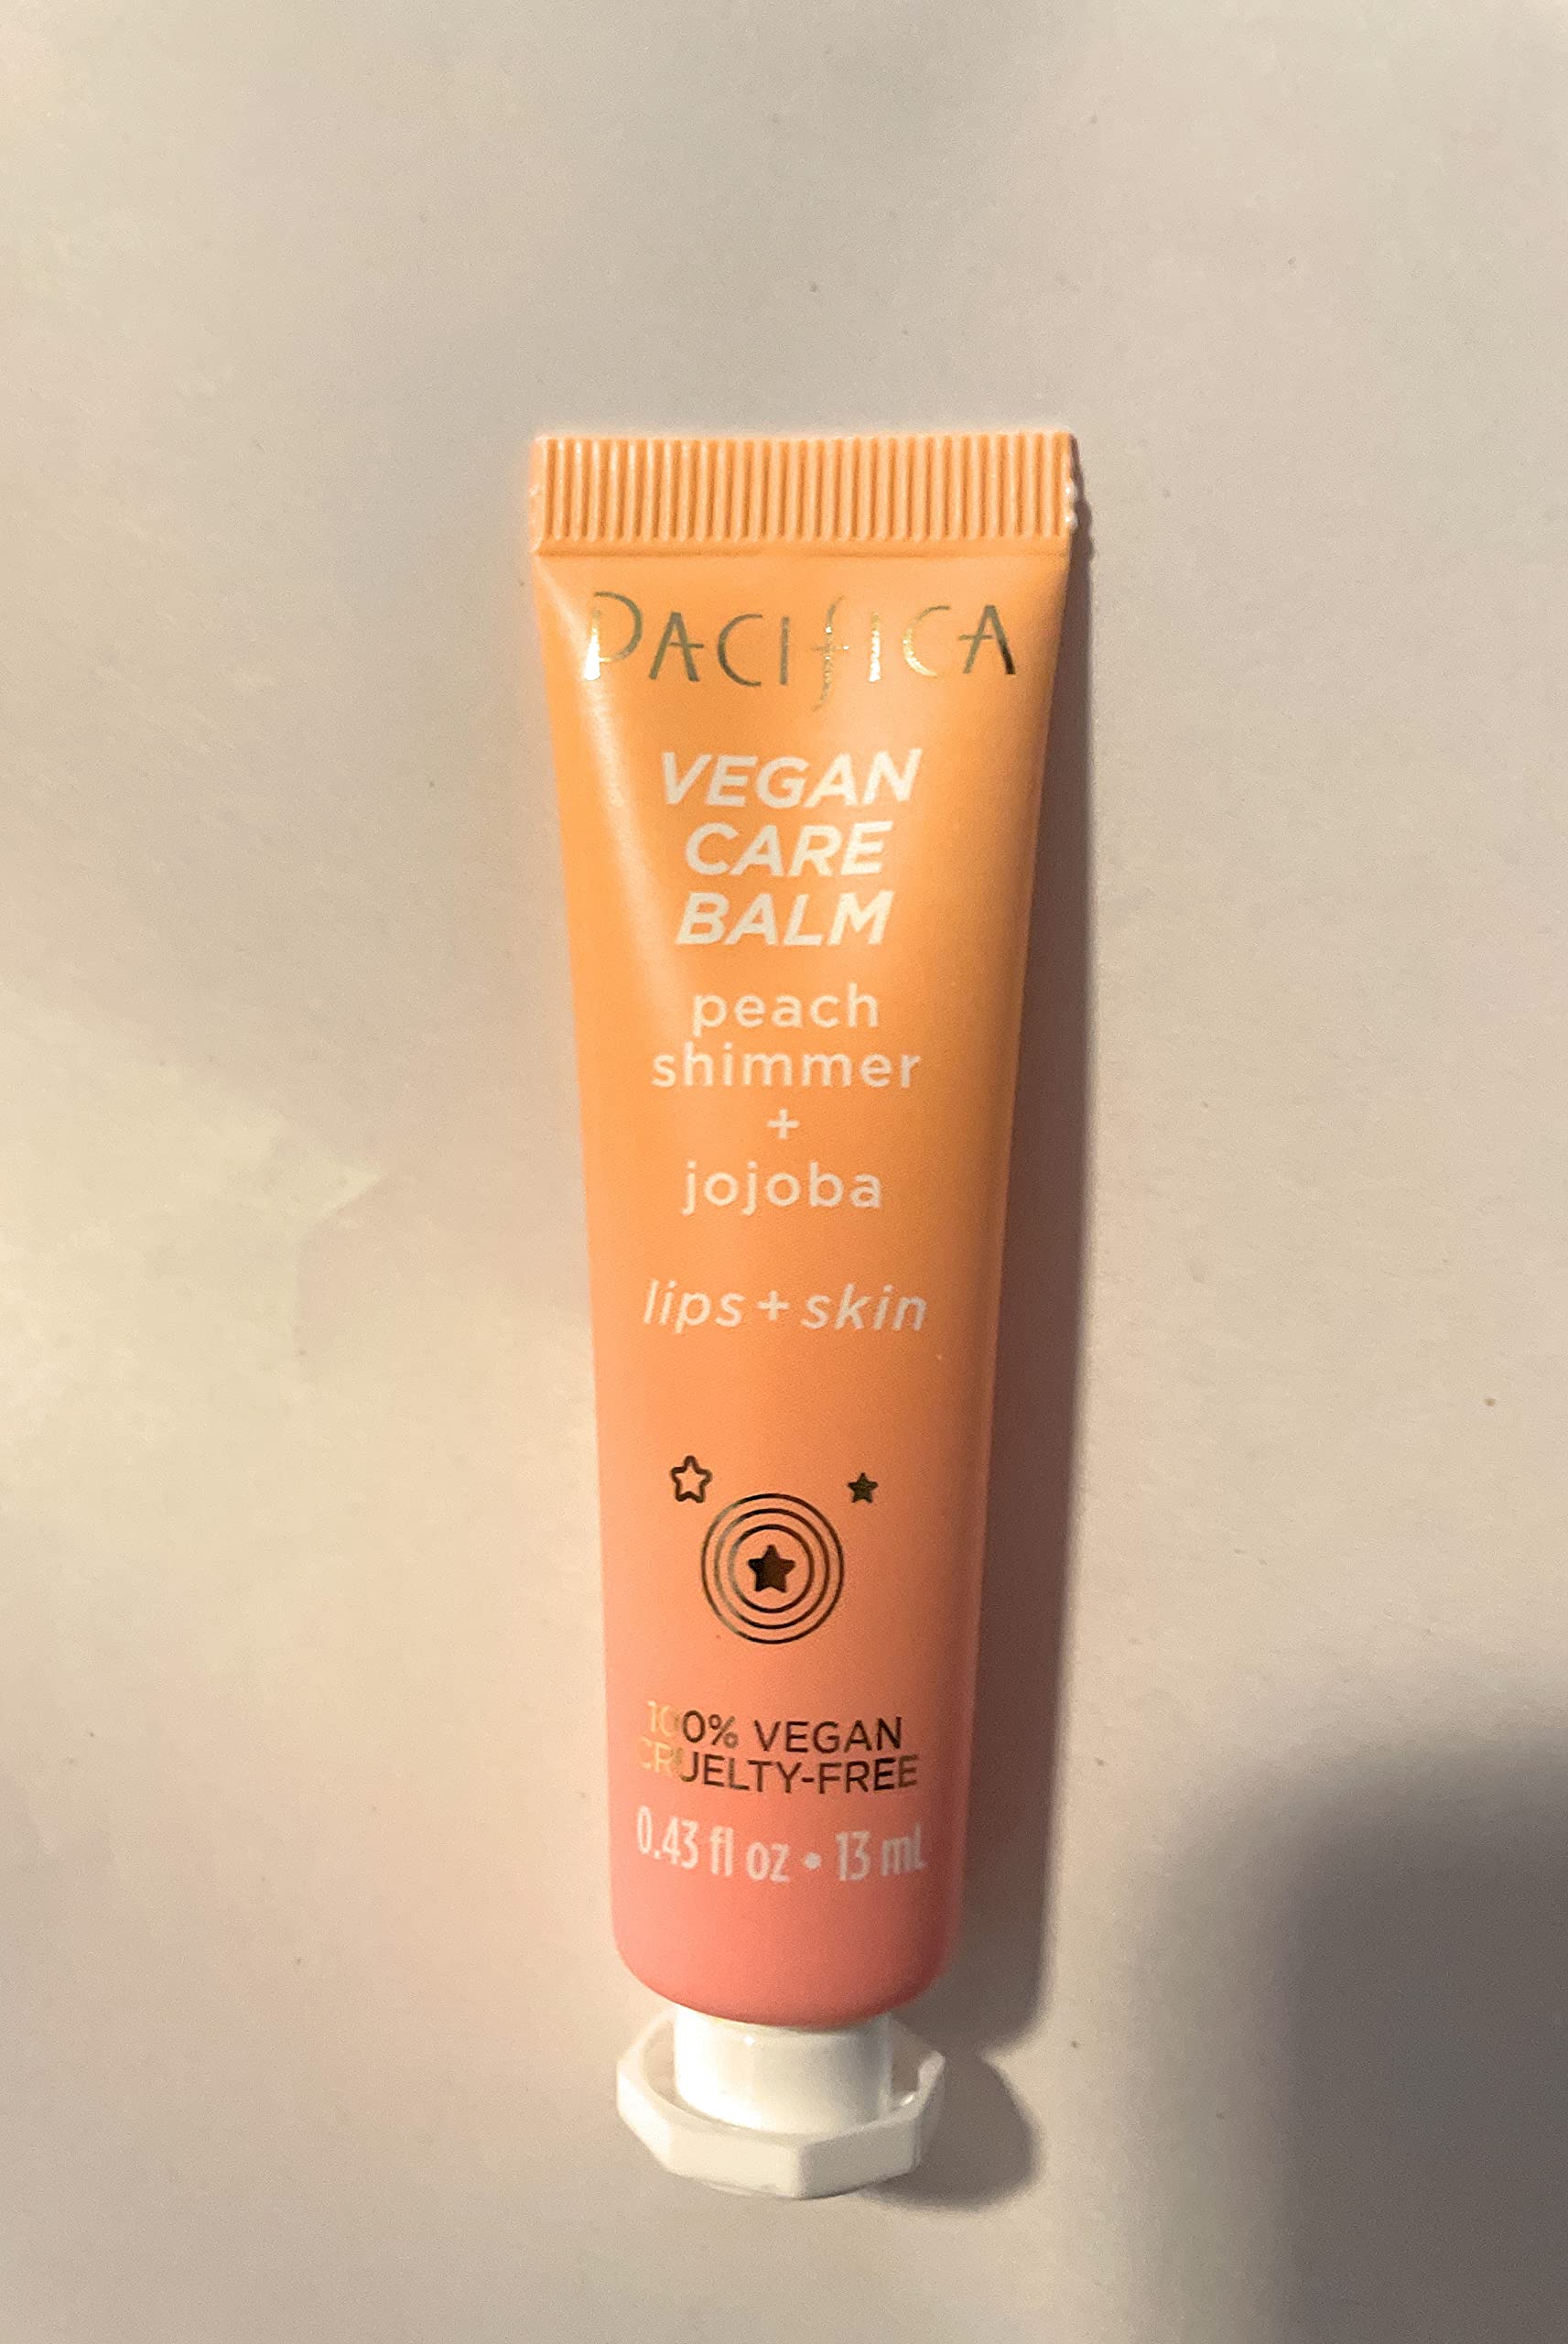 PACIFICA
VEGAN
CARE
BALM
peach
shimmer
+
jojoba
lips + skin
100% VEGAN
CRUELTY-FREE
0.43 fl oz • 13 mL